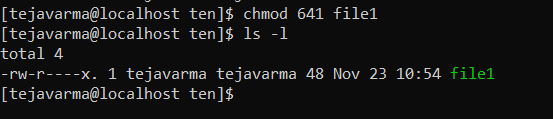 [tejavarma@localhost ten]$ chmod 641 file1
[tejavarma@localhost ten]$ ls -l
total 4
-rw-r----x. 1 tejavarma tejavarma 48 Nov 23 10:54 file1
[tejavarma@localhost ten]$